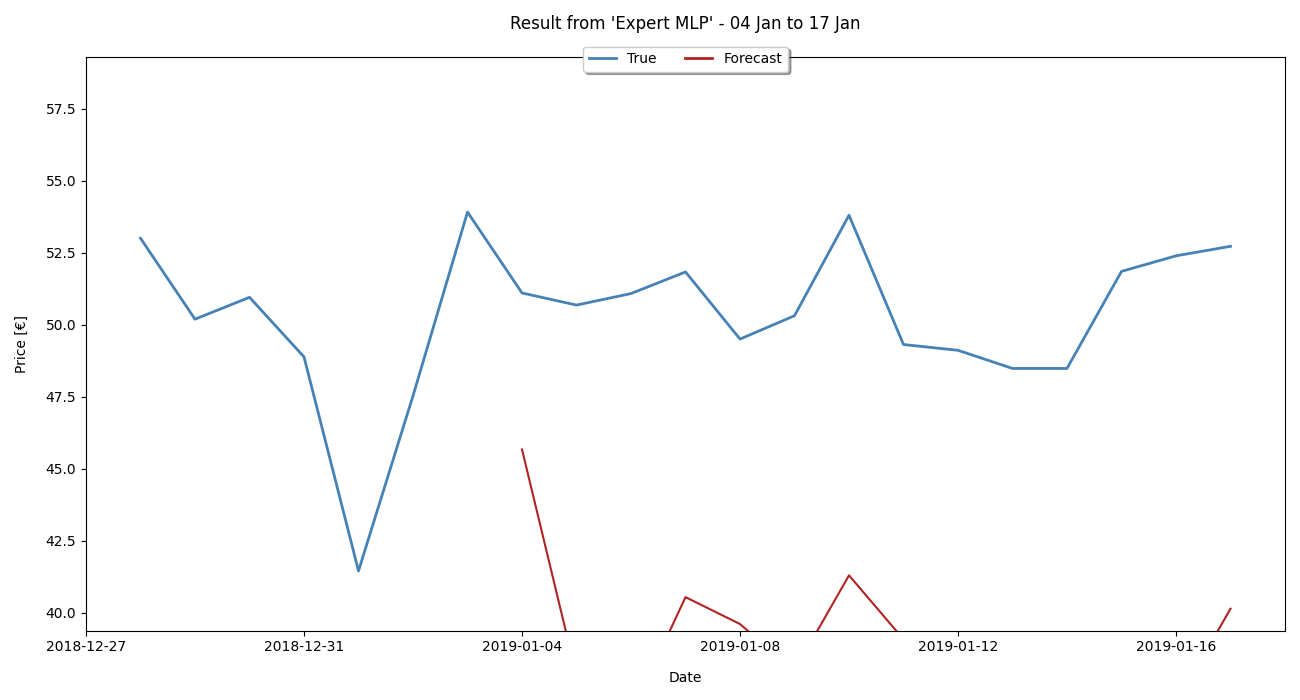 Result from 'Expert MLP' - 04 Jan to 17 Jan
True Forecast
57.5
55.0
52.5
50.0
47.5
45.0
42.5
40.0
Price [€]
2018-12-27 2018-12-31 2019-01-04 2019-01-08 2019-01-12 2019-01-16
Date